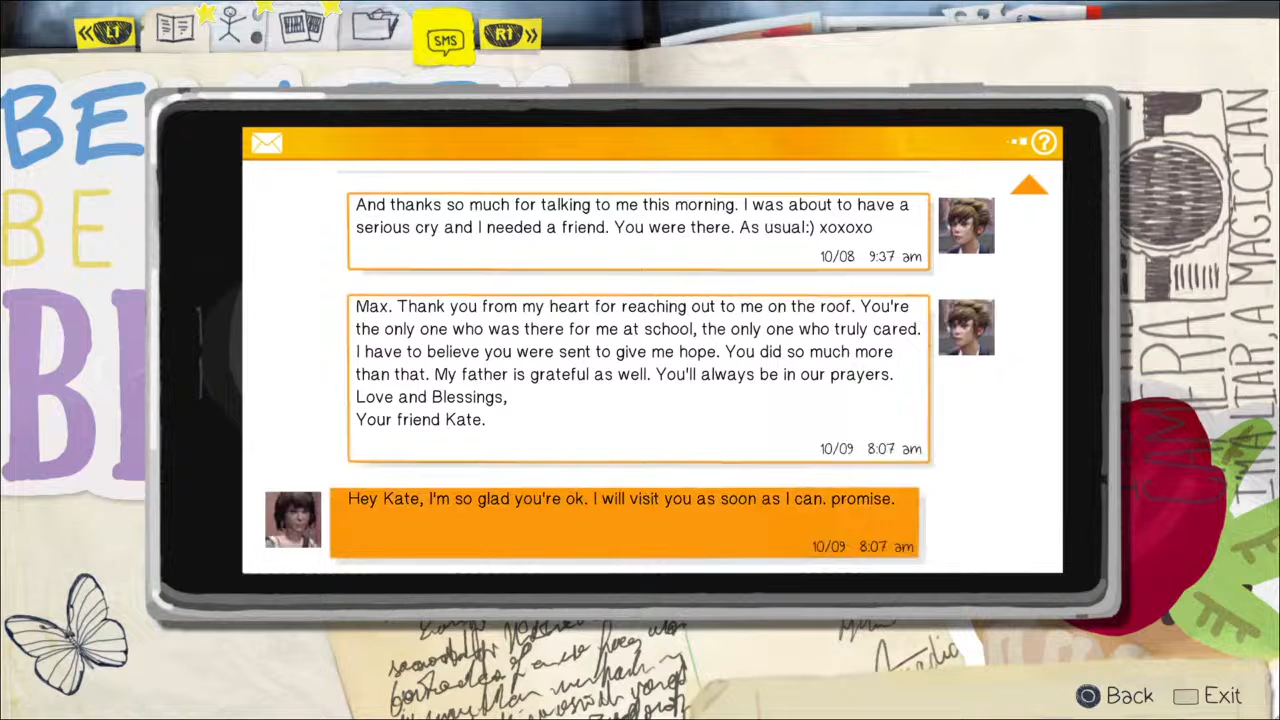 L1
SMS
R1
BE
BE
And thanks so much for talking to me this morning. I was about to have a
serious cry and I needed a friend. You were there. As usual:) xoxoxo
10/08 9:37 am
Max. Thank you from my heart for reaching out to me on the roof. You're
the only one who was there for me at school, the only one who truly cared.
I have to believe you were sent to give me hope. You did so much more
than that. My father is grateful as well. You'll always be in our prayers.
Love and Blessings,
Your friend Kate.
10/09 8:07 am
Hey Kate, I'm so glad you're ok. I will visit you as soon as I can. promise.
10/09 8:07 am
CAMERA
LIAR, A MAGICIAN
Back
Exit